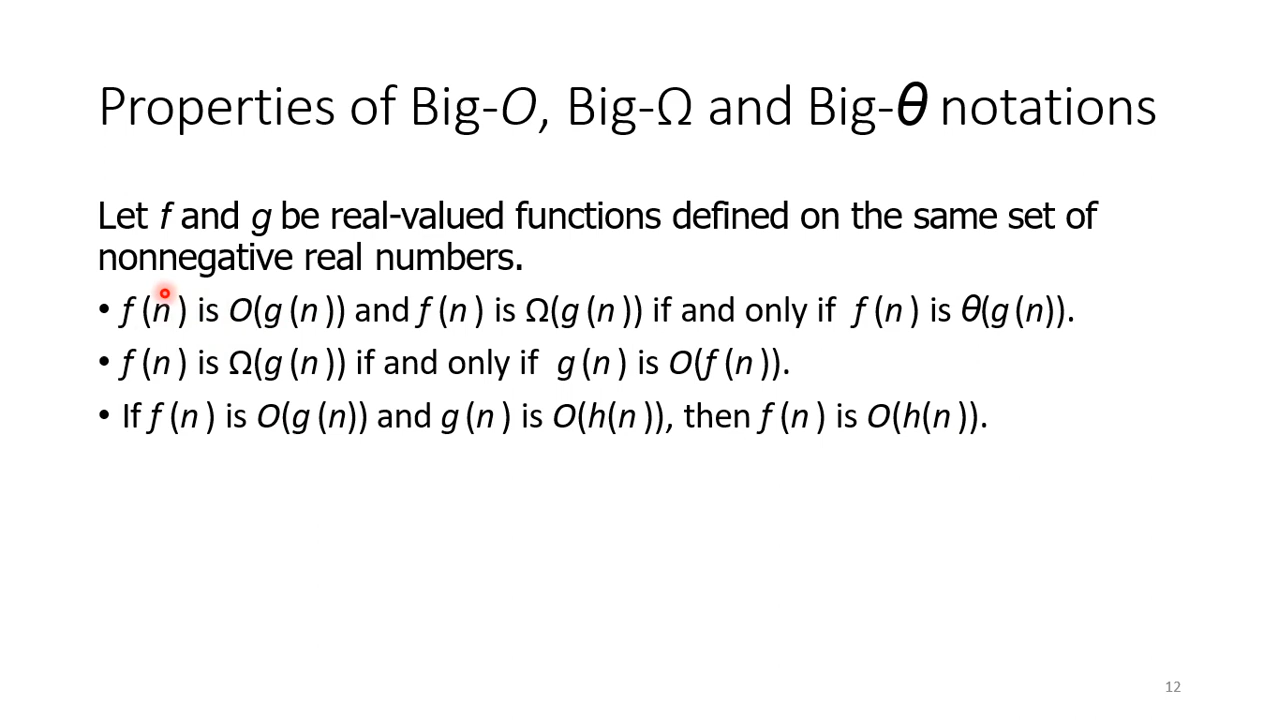 Properties of Big-O, Big-Ω and Big-θ notations
Let f and g be real-valued functions defined on the same set of
nonnegative real numbers.
• f (n ) is O(g (n )) and f (n ) is Ω(g (n )) if and only if f (n ) is θ(g (n)).
• f (n ) is Ω(g (n )) if and only if g (n ) is O(f (n )).
• If f (n ) is O(g (n)) and g (n ) is O(h(n )), then f (n ) is O(h(n )).
12